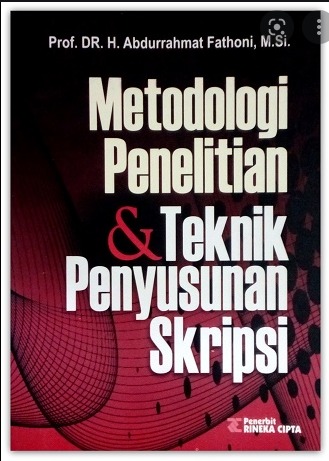 Prof. DR. H. Abdurrahmat Fathoni, M.Si.
Metodologi
Penelitian
& Teknik
Penyusunan
Skripsi
Penerbit
RINEKA CIPTA